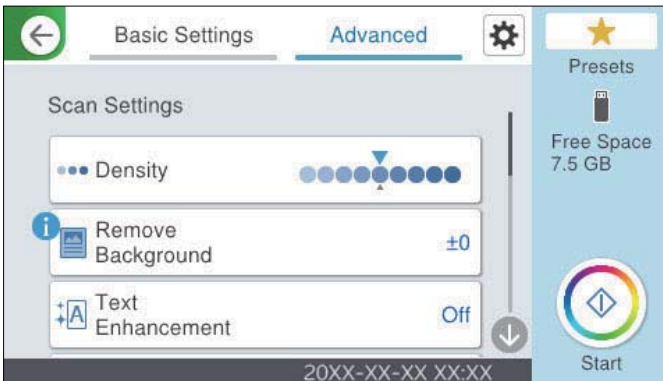 Basic Settings
Advanced
Presets
Scan Settings
Free Space
7.5 GB
Density
i
Remove
Background
±0
A
Text
Enhancement
Off
Start
20XX-XX-XX XX:XX